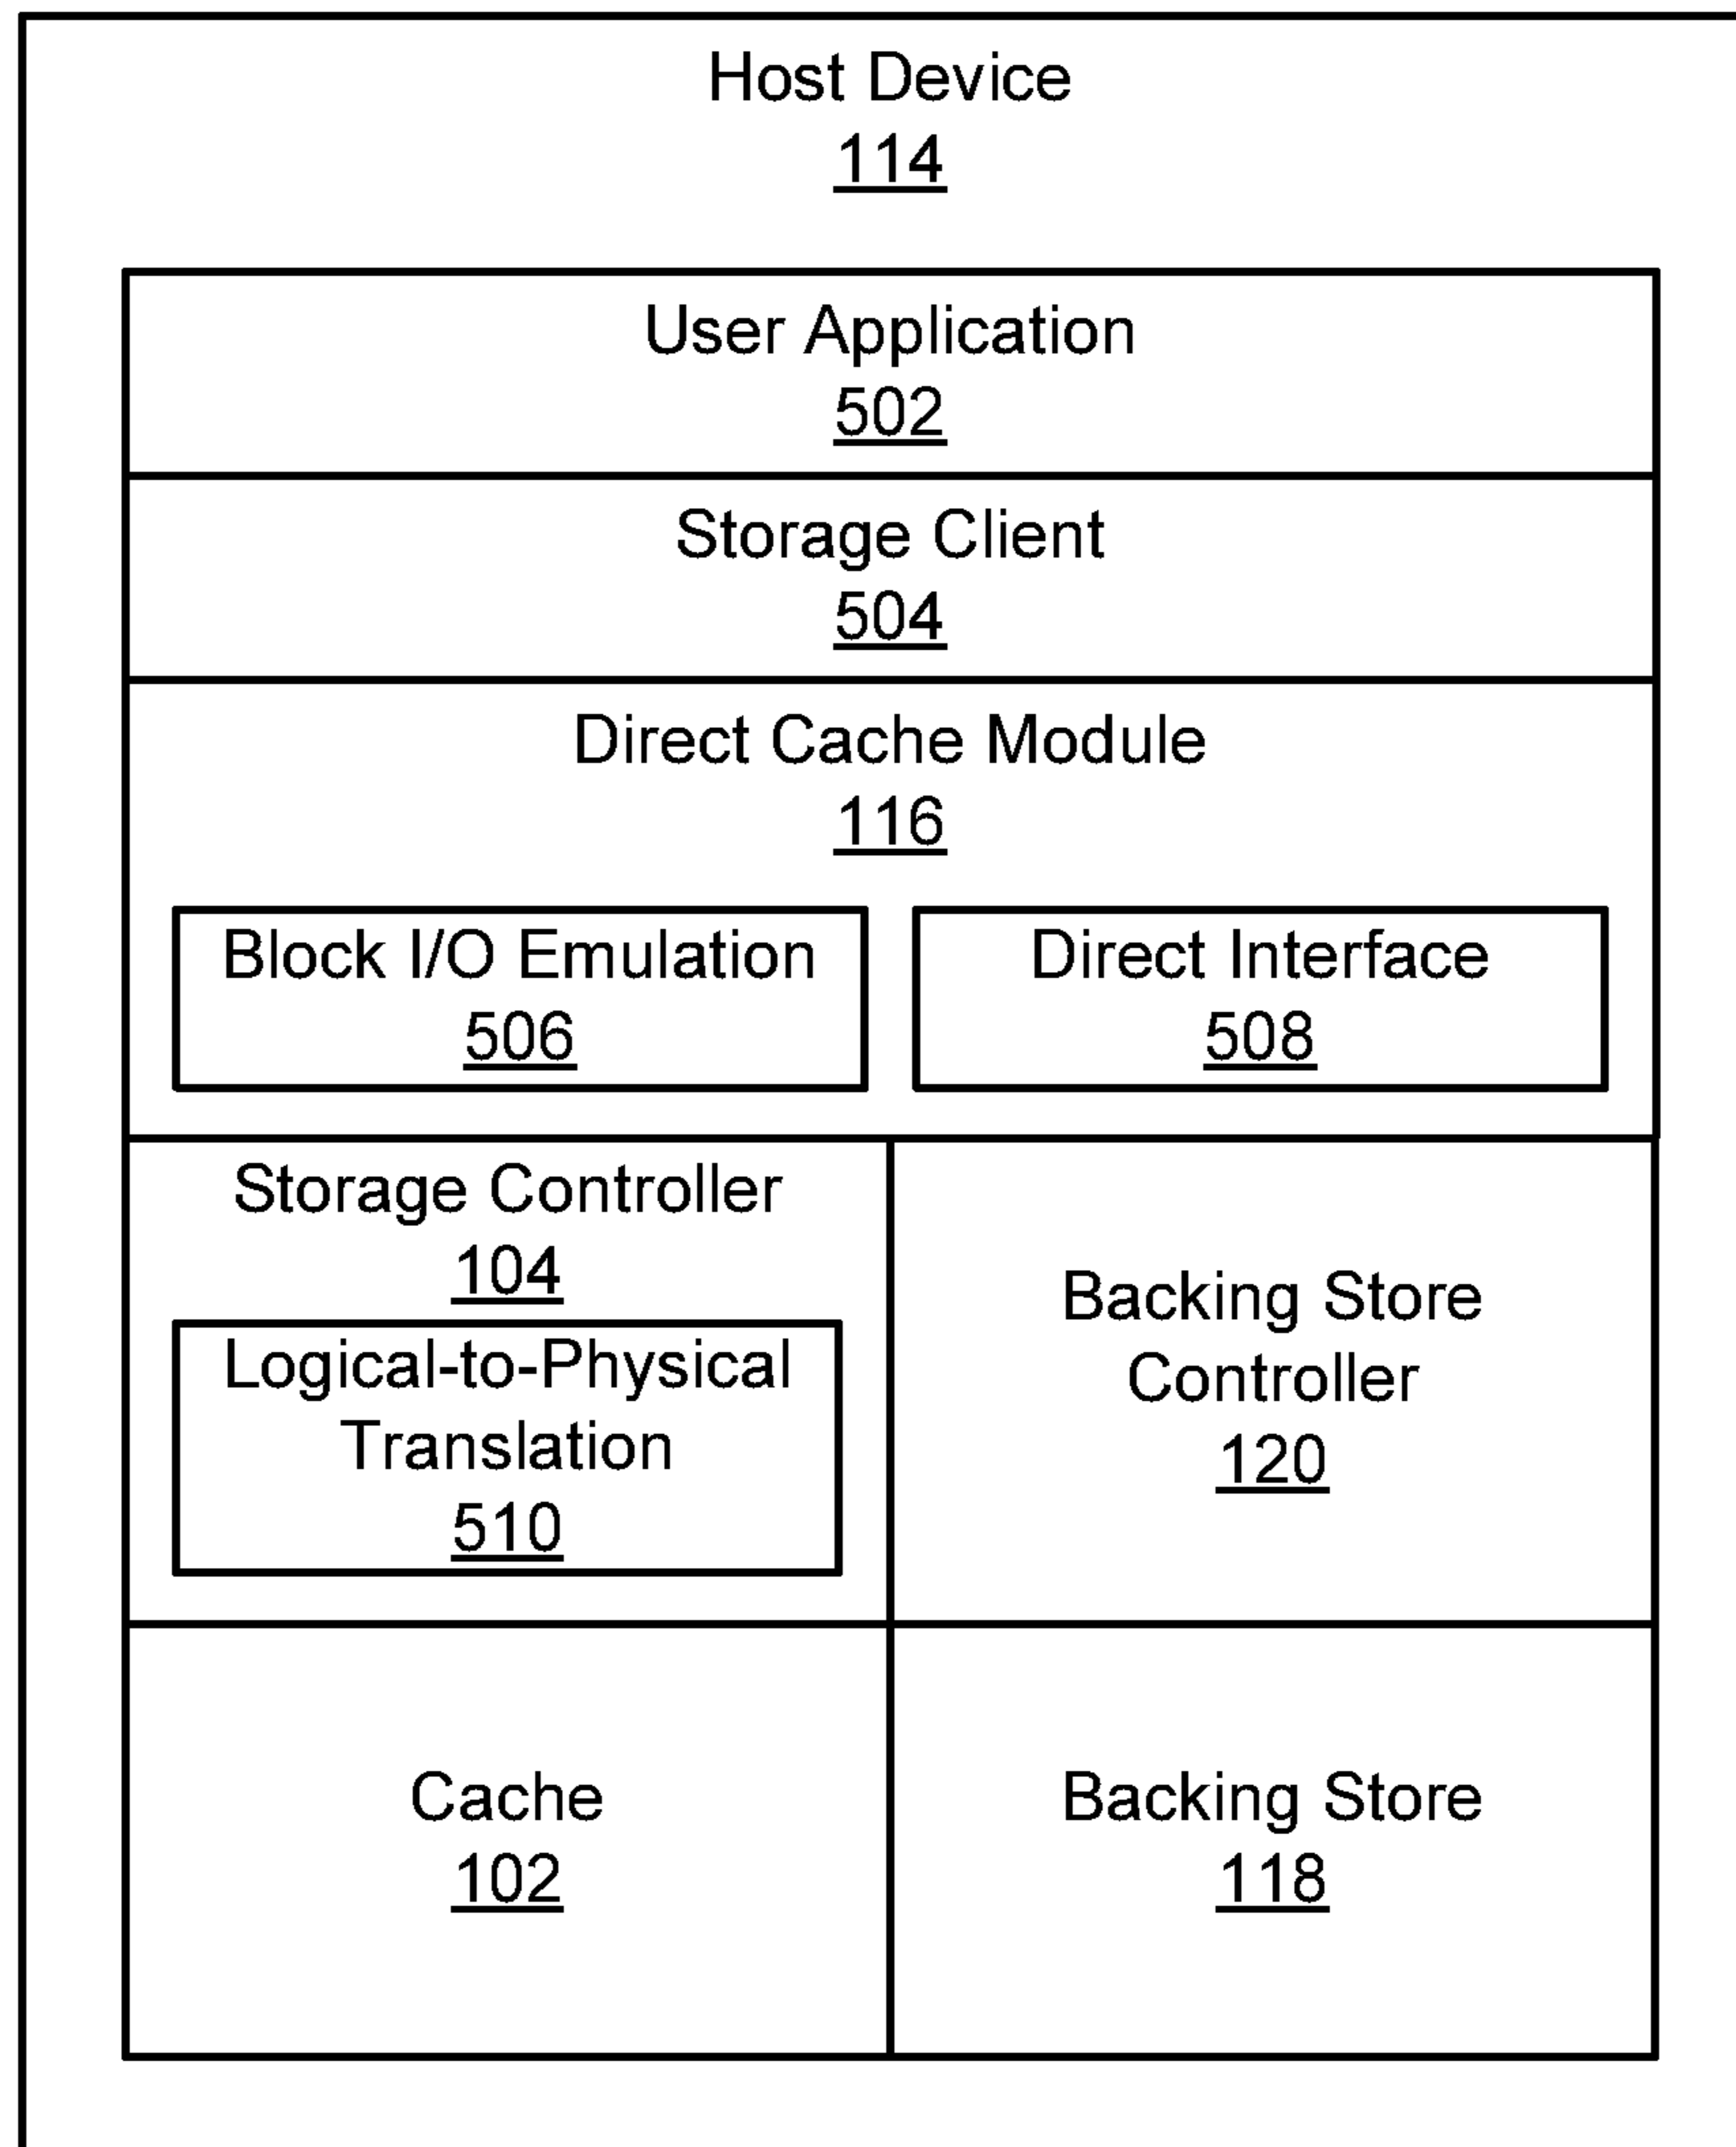 Host Device
114
User Application
502
Storage Client
504
Direct Cache Module
116
Block I/O Emulation
506
Direct Interface
508
Storage Controller
104
Logical-to-Physical
Translation
510
Backing Store
Controller
120
Cache
102
Backing Store
118